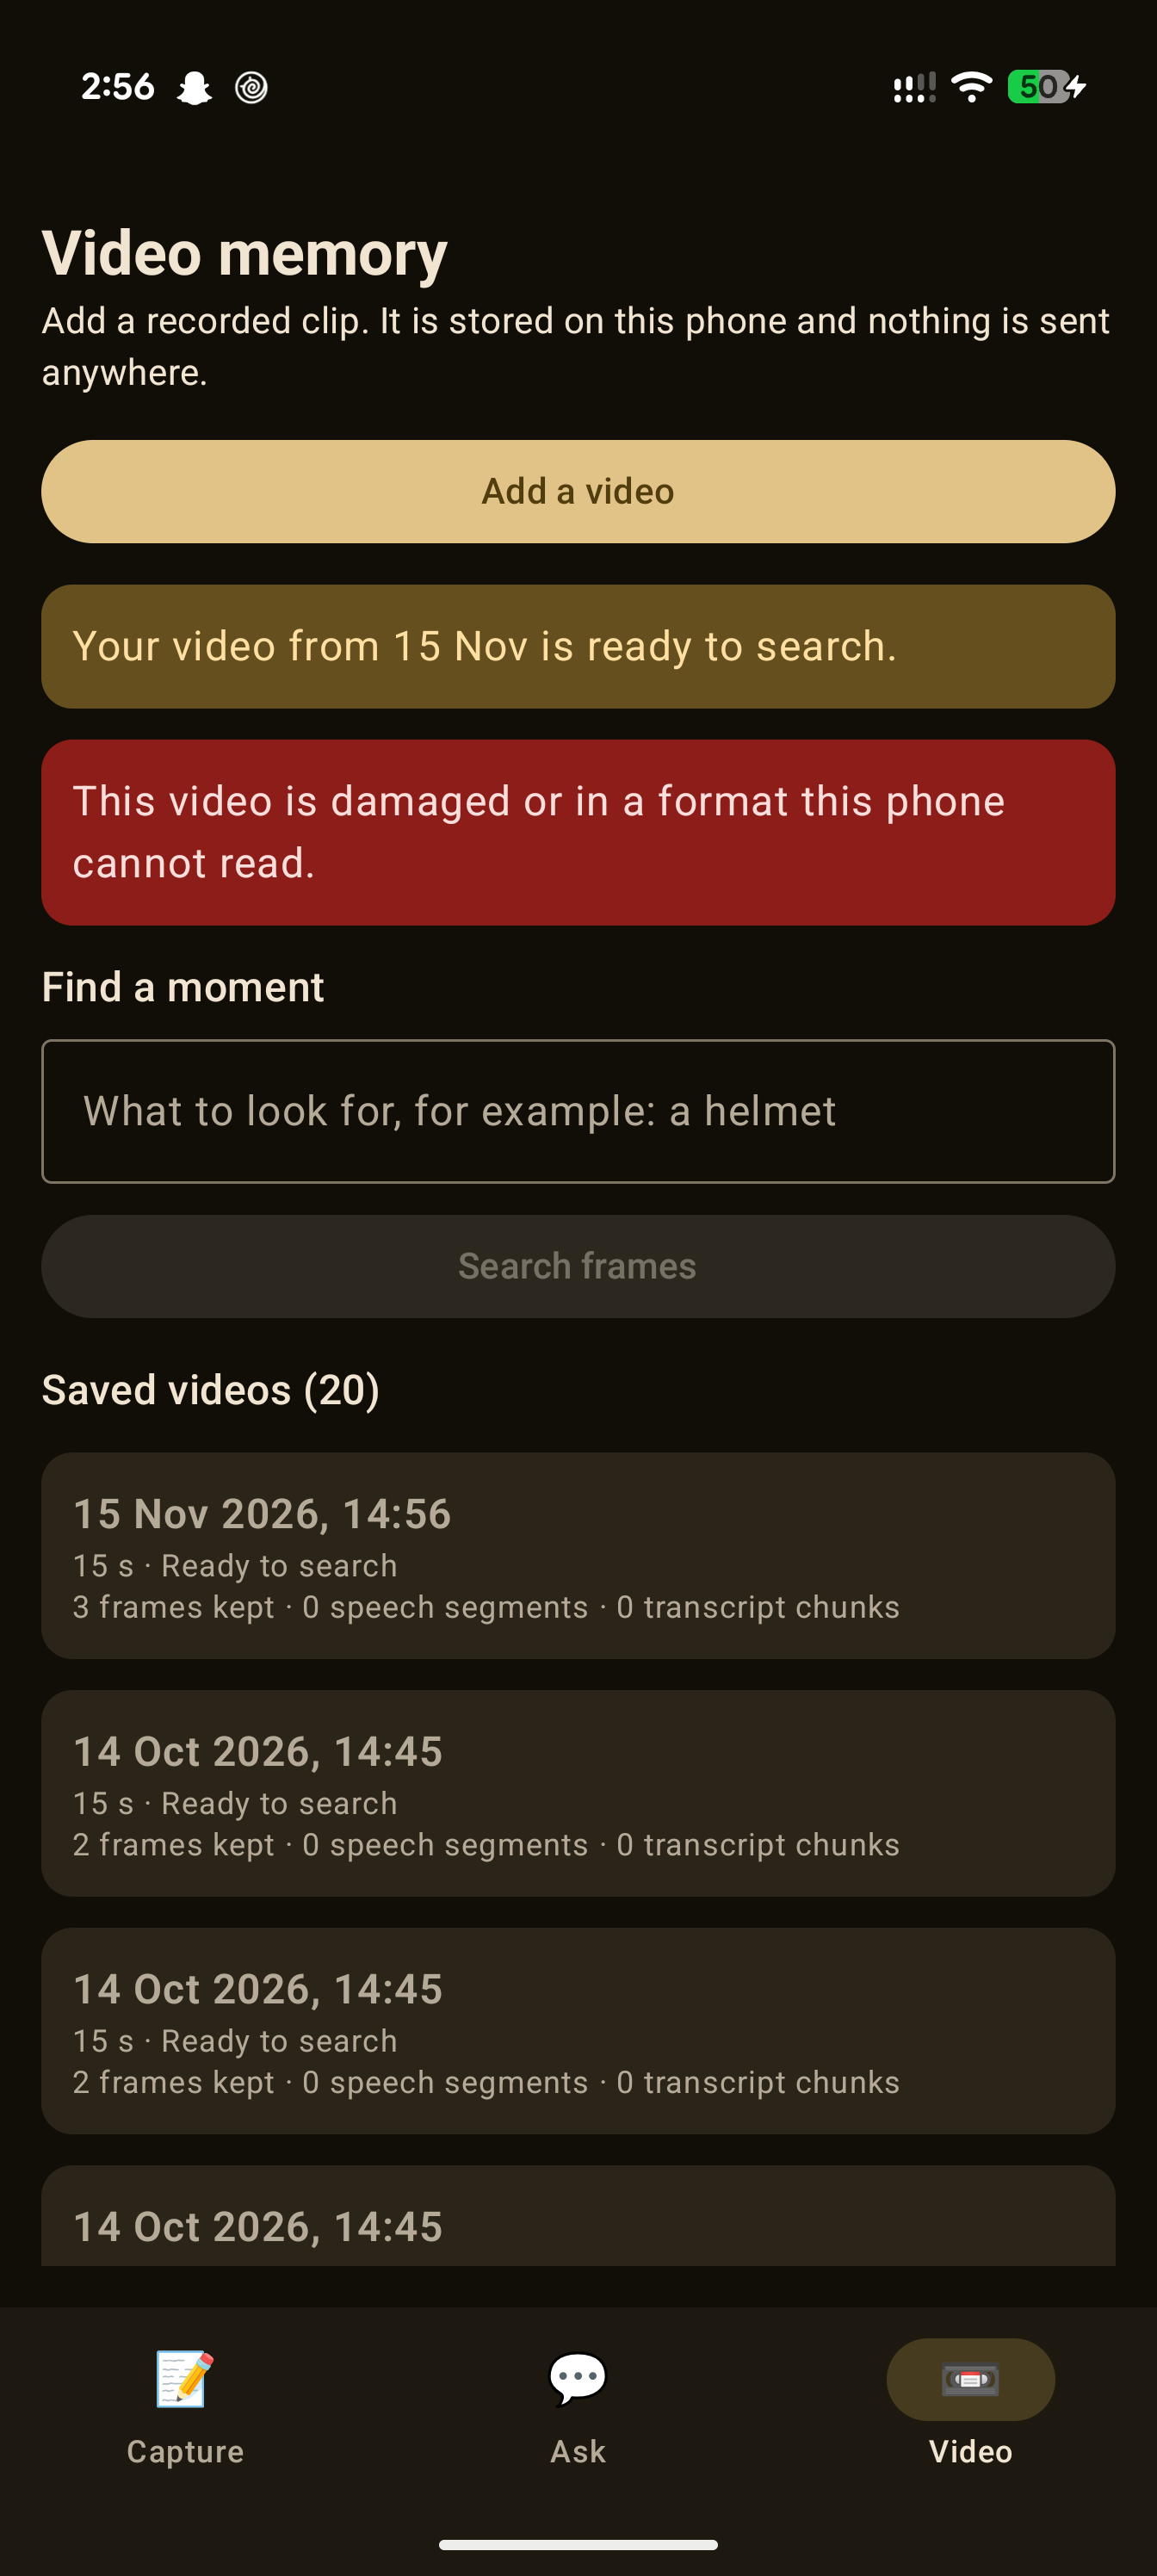 2:56
50
Video memory
Add a recorded clip. It is stored on this phone and nothing is sent
anywhere.
Add a video
Your video from 15 Nov is ready to search.
This video is damaged or in a format this phone
cannot read.
Find a moment
What to look for, for example: a helmet
Search frames
Saved videos (20)
15 Nov 2026, 14:56
15 s · Ready to search
3 frames kept · 0 speech segments · 0 transcript chunks
14 Oct 2026, 14:45
15 s · Ready to search
2 frames kept · 0 speech segments · 0 transcript chunks
14 Oct 2026, 14:45
15 s · Ready to search
2 frames kept · 0 speech segments · 0 transcript chunks
14 Oct 2026, 14:45
Capture
Ask
Video